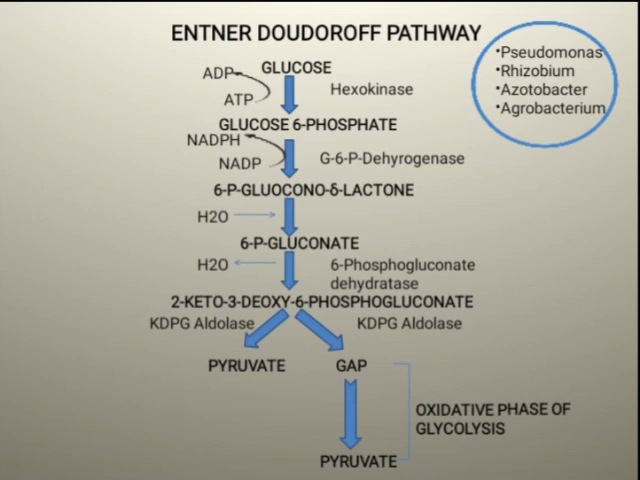 ENTNER DOUDOROFF PATHWAY
•Pseudomonas
•Rhizobium
•Azotobacter
•Agrobacterium
GLUCOSE
ADP
ATP
Hexokinase
GLUCOSE 6-PHOSPHATE
NADPH
NADP
G-6-P-Dehyrogenase
6-P-GLUOCONO-δ-LACTONE
H2O
6-P-GLUCONATE
H2O
6-Phosphogluconate
dehydratase
2-KETO-3-DEOXY-6-PHOSPHOGLUCONATE
KDPG Aldolase KDPG Aldolase
PYRUVATE GAP
OXIDATIVE PHASE OF
GLYCOLYSIS
PYRUVATE